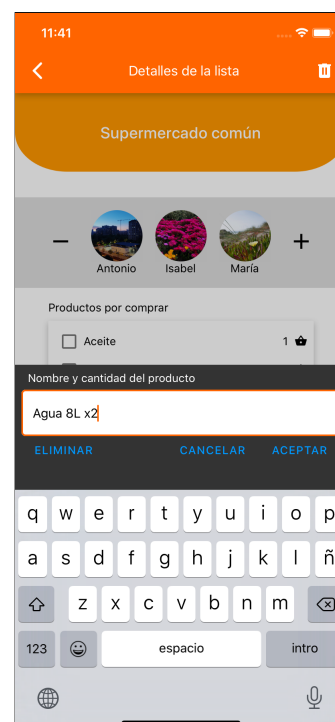 11:41
Detalles de la lista
Supermercado común
Antonio Isabel María
Productos por comprar
Aceite 1
Nombre y cantidad del producto
Agua 8L x2
ELIMINAR CANCELAR ACEPTAR
q w e r t y u i o p
a s d f g h j k l ñ
z x c v b n m
123 espacio intro